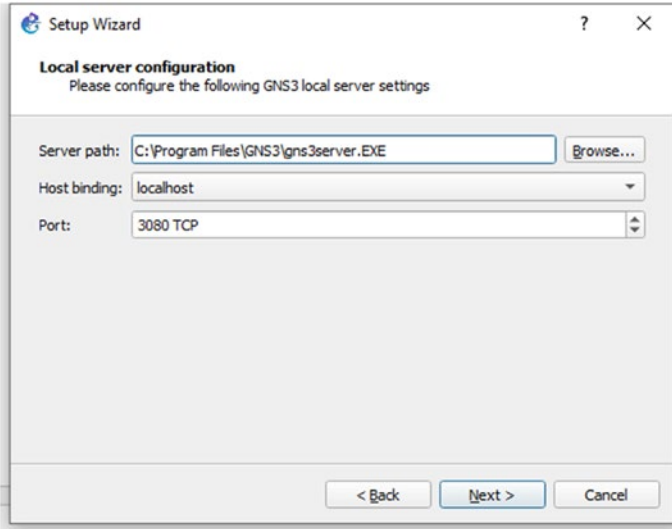 Setup Wizard
?
Local server configuration
Please configure the following GNS3 local server settings
Server path: C:\Program Files\GNS3\gns3server.EXE Browse...
Host binding: localhost
Port: 3080 TCP
< Back Next > Cancel